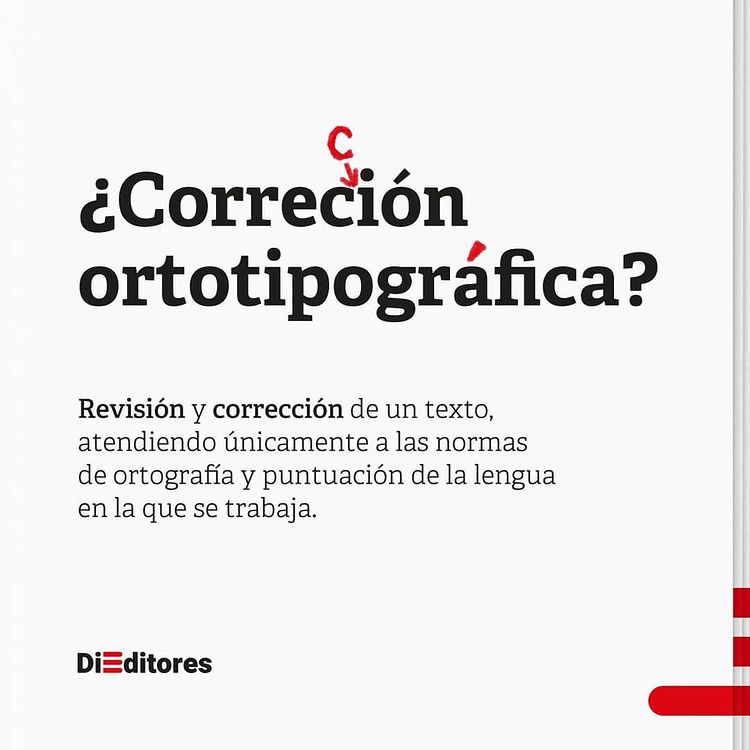 C
¿Correción
ortotipográfica?
Revisión y corrección de un texto,
atendiendo únicamente a las normas
de ortografía y puntuación de la lengua
en la que se trabaja.
DiEditores